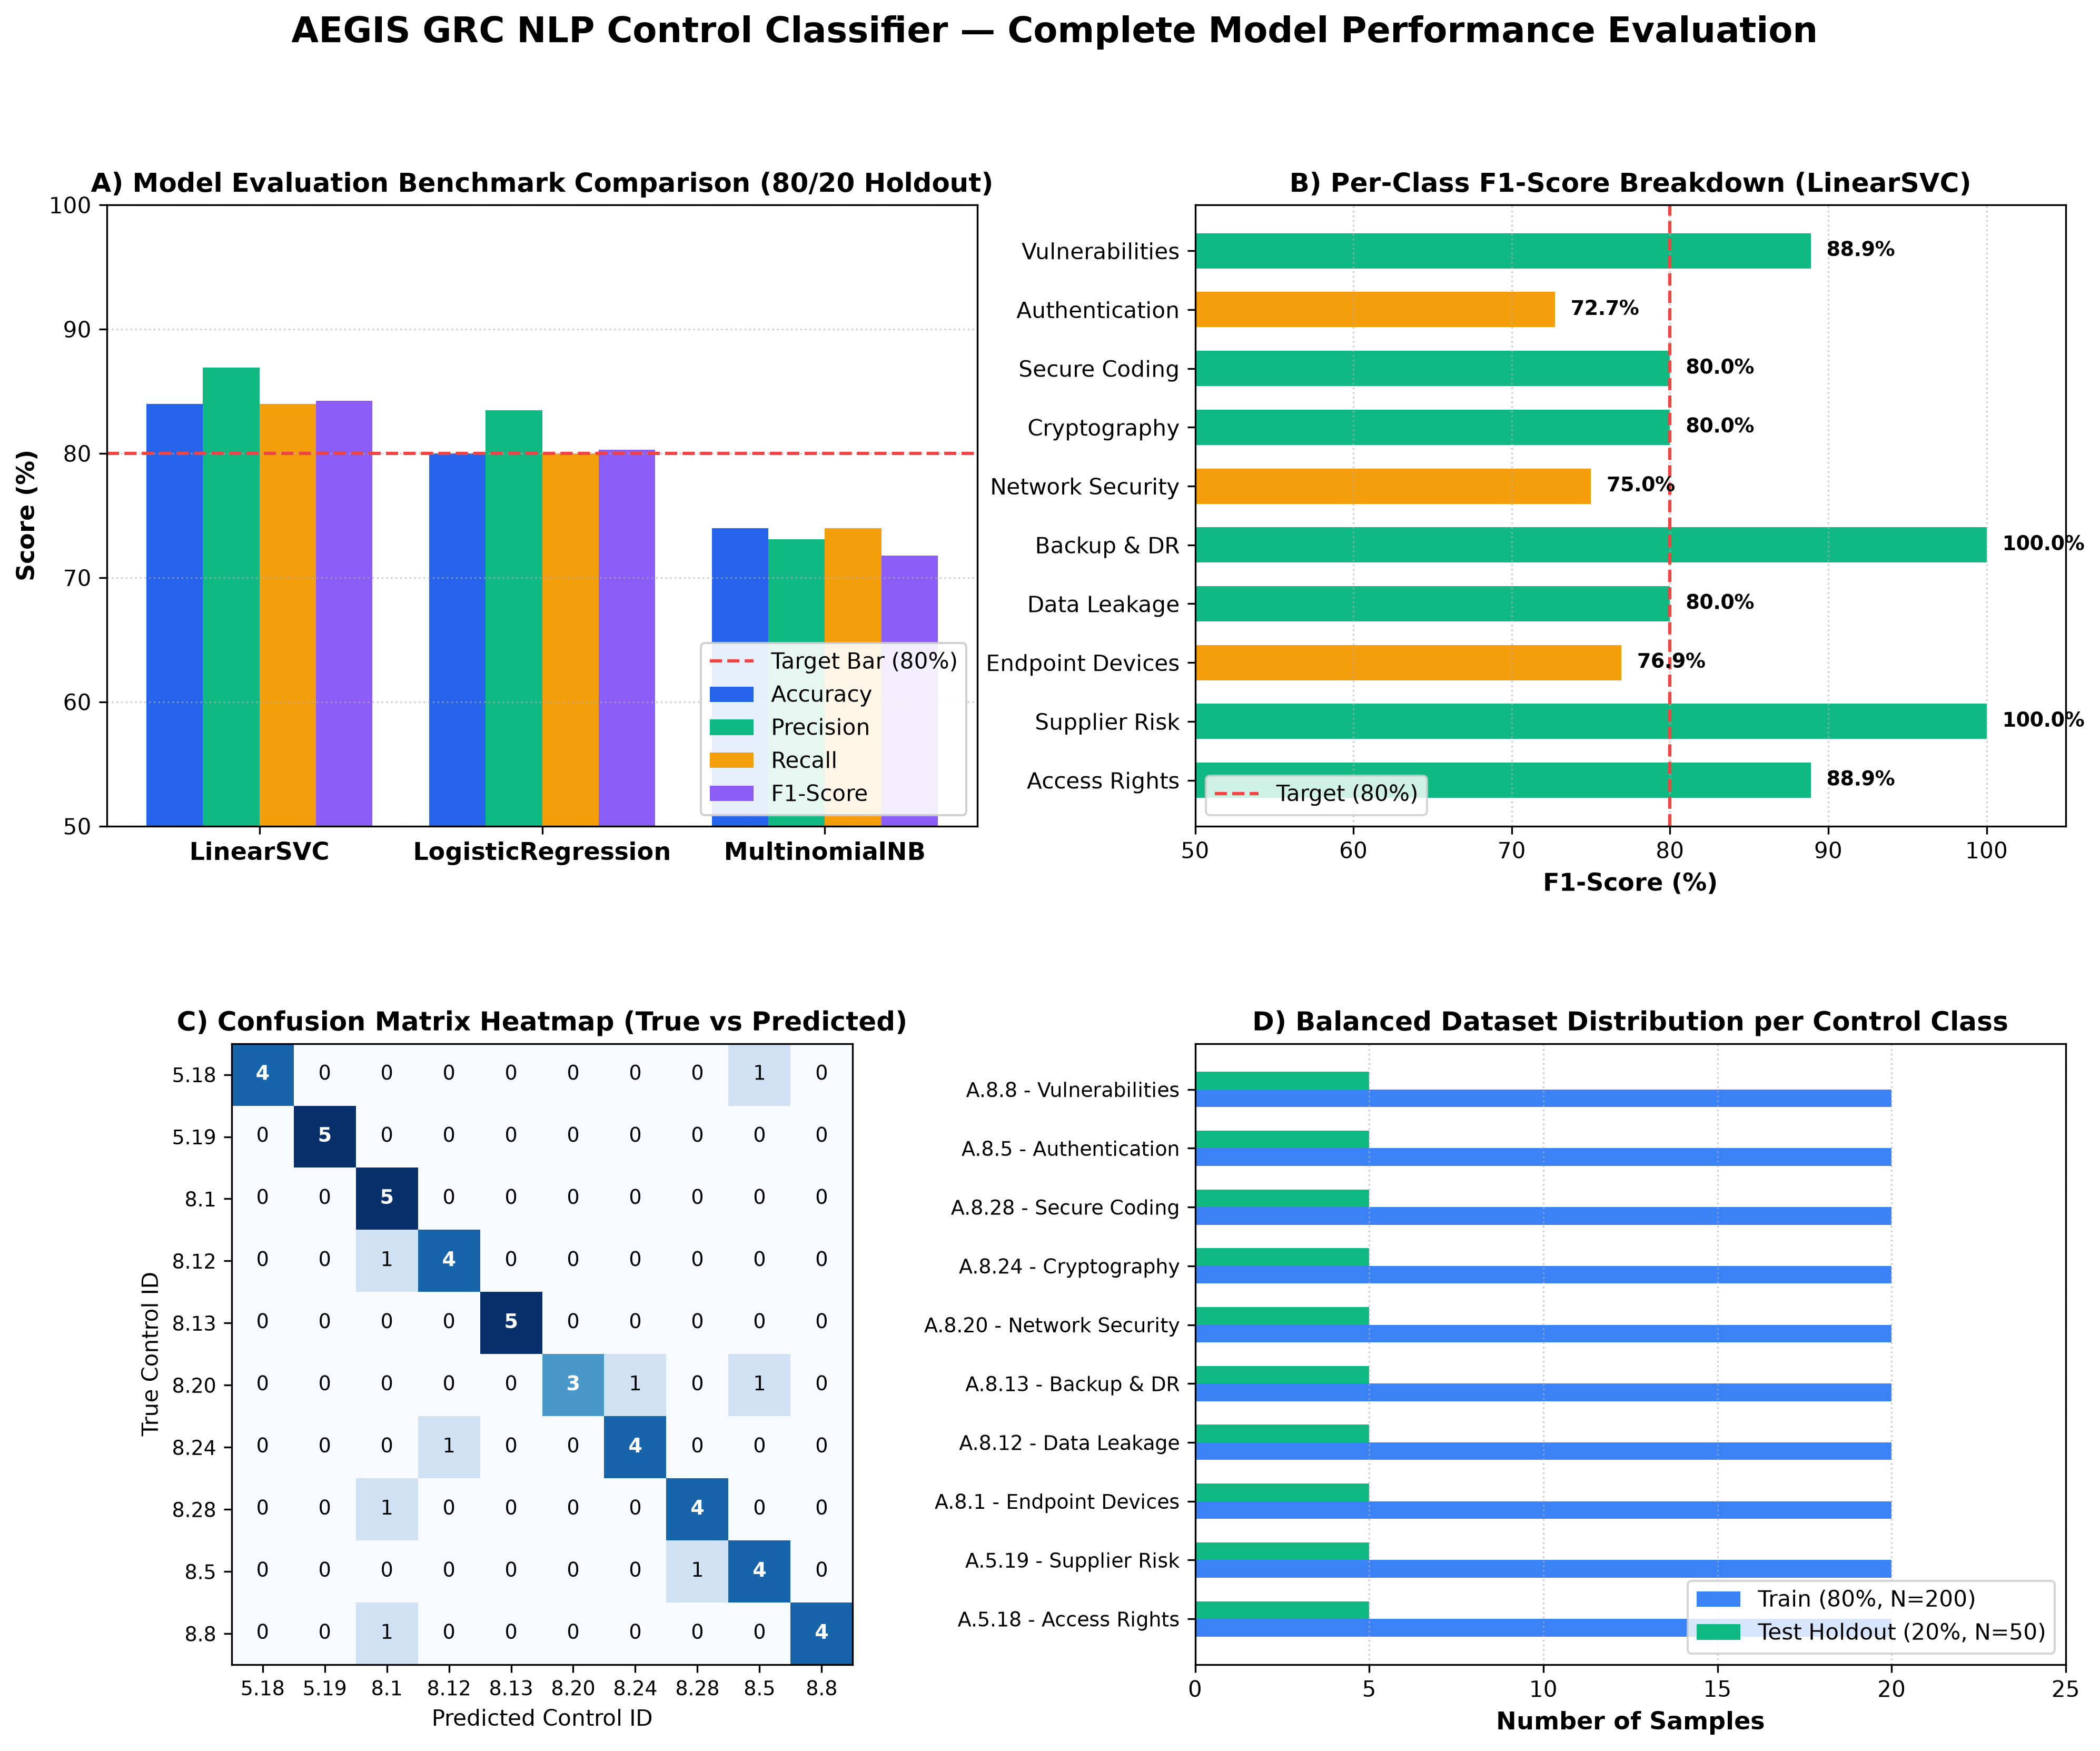 AEGIS GRC NLP Control Classifier — Complete Model Performance Evaluation
A) Model Evaluation Benchmark Comparison (80/20 Holdout)
Score (%)
100
90
80
70
60
50
LinearSVC
LogisticRegression
MultinomialNB
Target Bar (80%)
Accuracy
Precision
Recall
F1-Score
B) Per-Class F1-Score Breakdown (LinearSVC)
Vulnerabilities 88.9%
Authentication 72.7%
Secure Coding 80.0%
Cryptography 80.0%
Network Security 75.0%
Backup & DR 100.0%
Data Leakage 80.0%
Endpoint Devices 76.9%
Supplier Risk 100.0%
Access Rights 88.9%
Target (80%)
50 60 70 80 90 100
F1-Score (%)
C) Confusion Matrix Heatmap (True vs Predicted)
True Control ID
5.18 4 0 0 0 0 0 0 0 1 0
5.19 0 5 0 0 0 0 0 0 0 0
8.1 0 0 5 0 0 0 0 0 0 0
8.12 0 0 1 4 0 0 0 0 0 0
8.13 0 0 0 0 5 0 0 0 0 0
8.20 0 0 0 0 0 3 1 0 1 0
8.24 0 0 0 1 0 0 4 0 0 0
8.28 0 0 1 0 0 0 0 4 0 0
8.5 0 0 0 0 0 0 0 1 4 0
8.8 0 0 1 0 0 0 0 0 0 4
5.18 5.19 8.1 8.12 8.13 8.20 8.24 8.28 8.5 8.8
Predicted Control ID
D) Balanced Dataset Distribution per Control Class
A.8.8 - Vulnerabilities
A.8.5 - Authentication
A.8.28 - Secure Coding
A.8.24 - Cryptography
A.8.20 - Network Security
A.8.13 - Backup & DR
A.8.12 - Data Leakage
A.8.1 - Endpoint Devices
A.5.19 - Supplier Risk
A.5.18 - Access Rights
Train (80%, N=200)
Test Holdout (20%, N=50)
0 5 10 15 20 25
Number of Samples